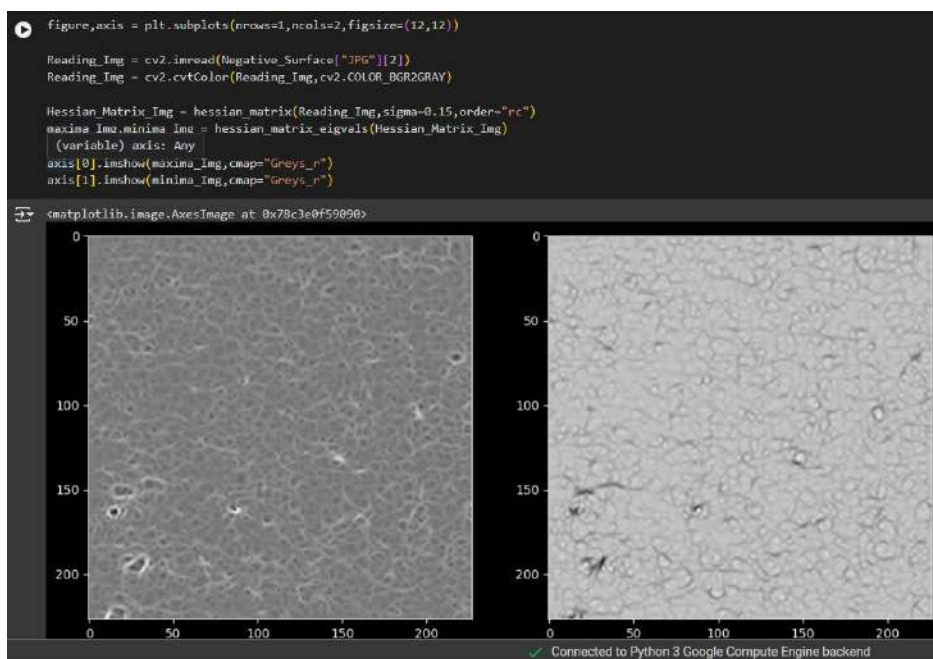 figure,axis = plt.subplots(nrows=1,ncols=2,figsize=(12,12))
Reading_Img = cv2.imread(Negative_Surface["JPG"][2])
Reading_Img = cv2.cvtColor(Reading_Img,cv2.COLOR_BGR2GRAY)
Hessian_Matrix_Img = hessian_matrix(Reading_Img,sigma=0.15,order="rc")
maxima_Img,minima_Img = hessian_matrix_eigvals(Hessian_Matrix_Img)
(variable) axis: Any
axis[0].imshow(maxima_Img,cmap="Greys_r")
axis[1].imshow(minima_Img,cmap="Greys_r")
<matplotlib.image.AxesImage at 0x78c3e0f59090>
0
50
100
150
200
0 50 100 150 200
0
50
100
150
200
0 50 100 150 200
Connected to Python 3 Google Compute Engine backend